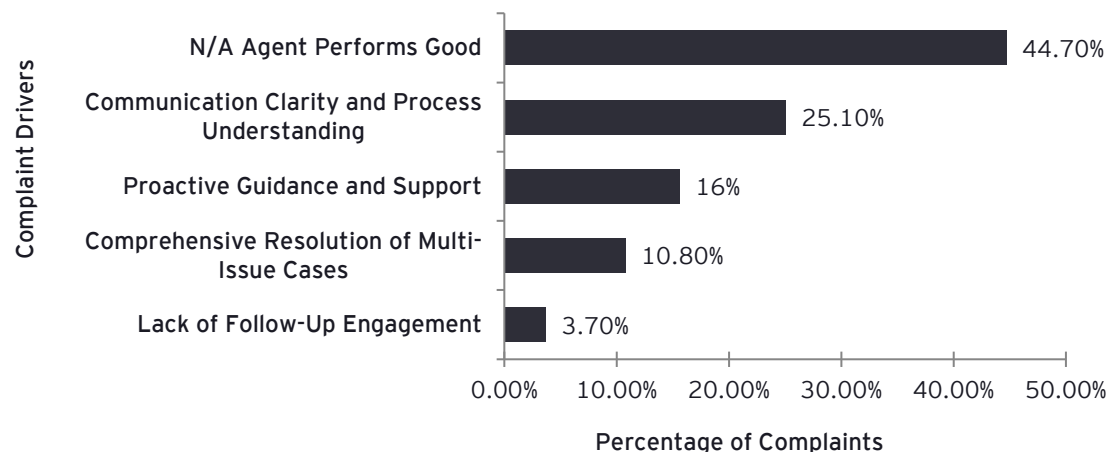 Complaint Drivers
N/A Agent Performs Good
44.70%
Communication Clarity and Process
Understanding
25.10%
Proactive Guidance and Support
16%
Comprehensive Resolution of Multi-
Issue Cases
10.80%
Lack of Follow-Up Engagement
3.70%
0.00% 10.00% 20.00% 30.00% 40.00% 50.00%
Percentage of Complaints